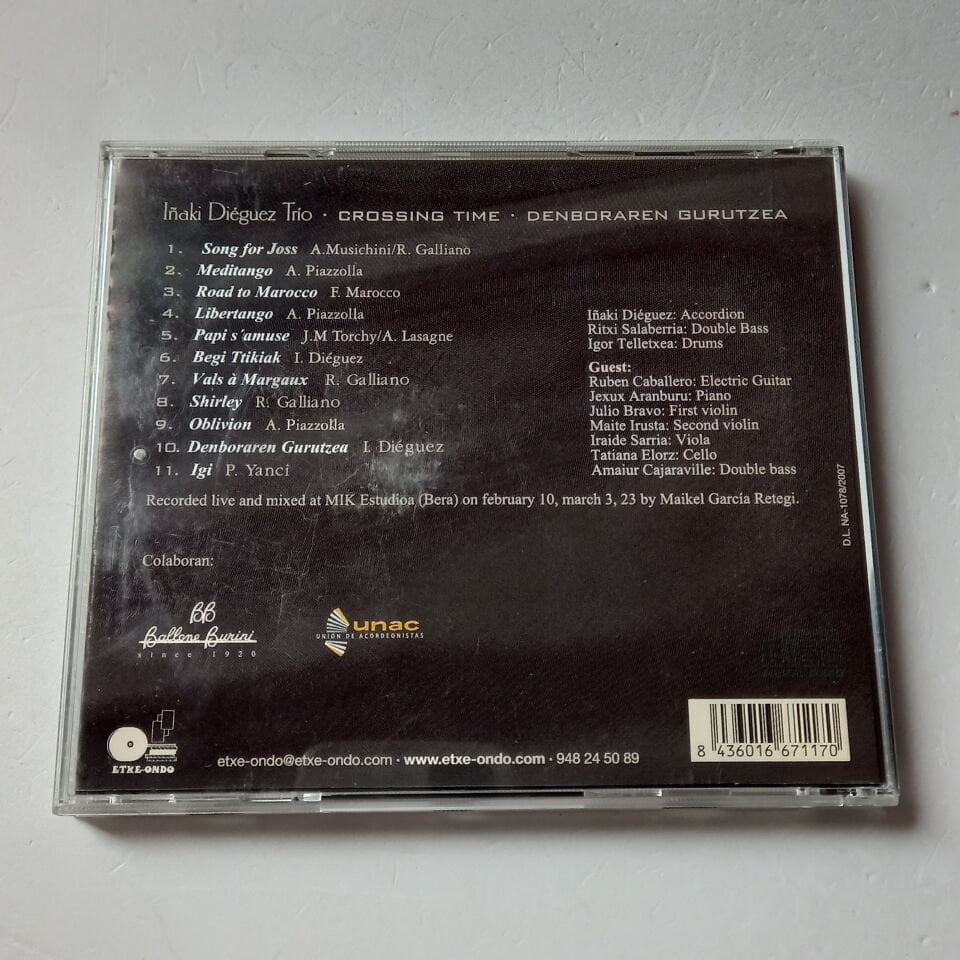 Iñaki Diéguez Trio · CROSSING TIME · DENBORAREN GURUTZEA
1. Song for Joss A.Musichini/R. Galliano
2. Meditango A. Piazzolla
3. Road to Marocco F. Marocco
4. Libertango A. Piazzolla
5. Papi s´amuse J.M Torchy/A. Lasagne
6. Begi Ttikiak I. Diéguez
7. Vals à Margaux R. Galliano
8. Shirley R. Galliano
9. Oblivion A. Piazzolla
10. Denboraren Gurutzea I. Diéguez
11. Igi P. Yanci
Iñaki Diéguez: Accordion
Ritxi Salaberria: Double Bass
Igor Telletxea: Drums
Guest:
Ruben Caballero: Electric Guitar
Jexux Aranburu: Piano
Julio Bravo: First violin
Maite Irusta: Second violin
Iraide Sarria: Viola
Tatiana Elorz: Cello
Amaiur Cajaraville: Double bass
Recorded live and mixed at MIK Estudioa (Bera) on february 10, march 3, 23 by Maikel García Retegi.
D.L. NA-1078/2007
Colaboran:
BB
Ballone Burini
since 1920
unac
UNIÓN DE ACORDEONISTAS
ETXE-ONDO
etxe-ondo@etxe-ondo.com · www.etxe-ondo.com · 948 24 50 89
8 436016 671170